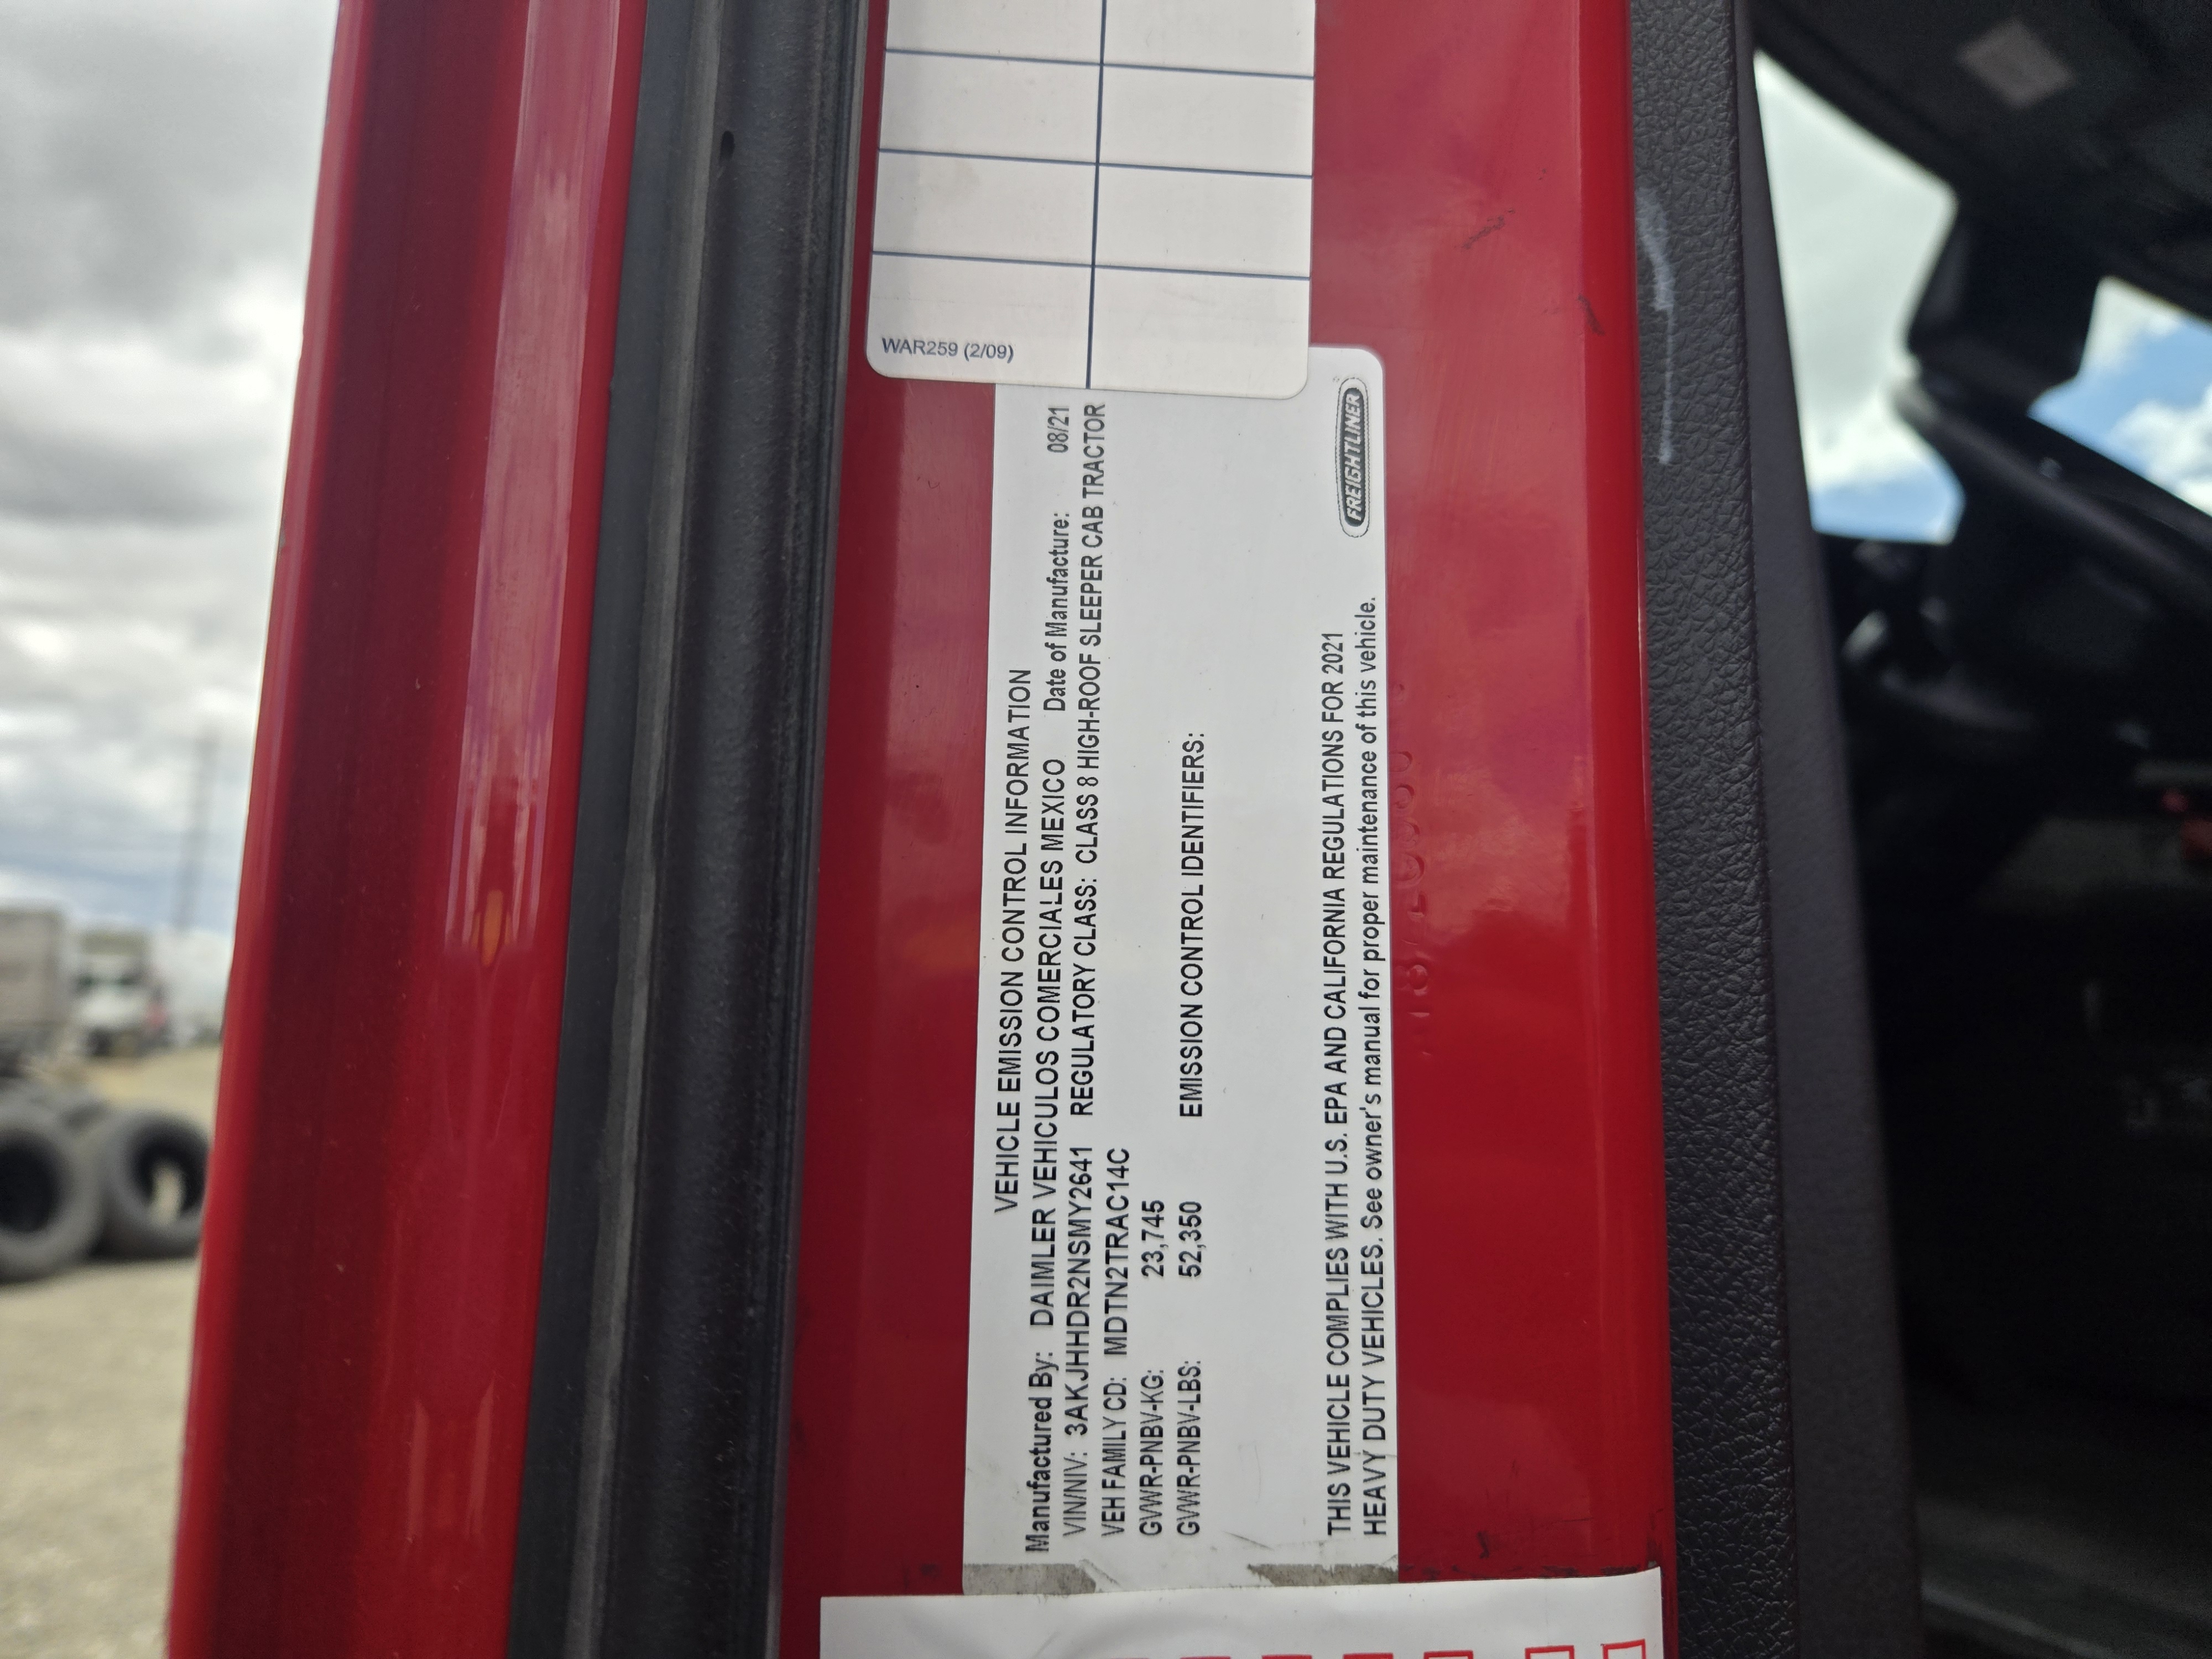 WAR259 (2/09)
VEHICLE EMISSION CONTROL INFORMATION
Manufactured By: DAIMLER VEHICULOS COMERCIALES MEXICO Date of Manufacture: 08/21
VIN/NIV: 3AKJHHDR2NSMY2641 REGULATORY CLASS: CLASS 8 HIGH-ROOF SLEEPER CAB TRACTOR
VEH FAMILY CD: MDTN2TRAC14C
GVWR-PNBV-KG: 23,745
GVWR-PNBV-LBS: 52,350 EMISSION CONTROL IDENTIFIERS:
THIS VEHICLE COMPLIES WITH U.S. EPA AND CALIFORNIA REGULATIONS FOR 2021
HEAVY DUTY VEHICLES. See owner's manual for proper maintenance of this vehicle.
FREIGHTLINER